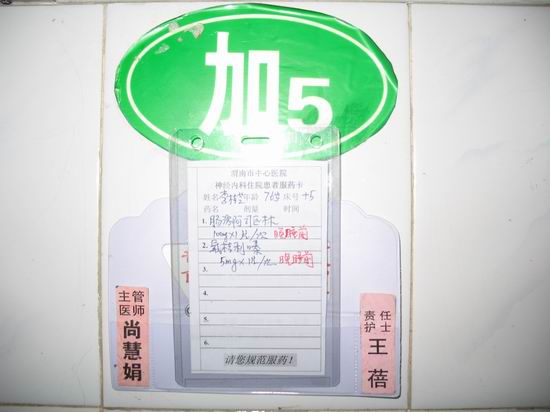 加5
渭南市中心医院
神经内科住院患者服药卡
姓名 年龄 76岁 床号 +5
药名 剂量 时间
1. 肠溶阿司匹林
100mg×1片/次 晚睡前
2. 氟桂利嗪
5mg×1片/次 晚睡前
3.
4.
5.
6.
请您规范服药！
主管医师
尚慧娟
责任护士
王蓓